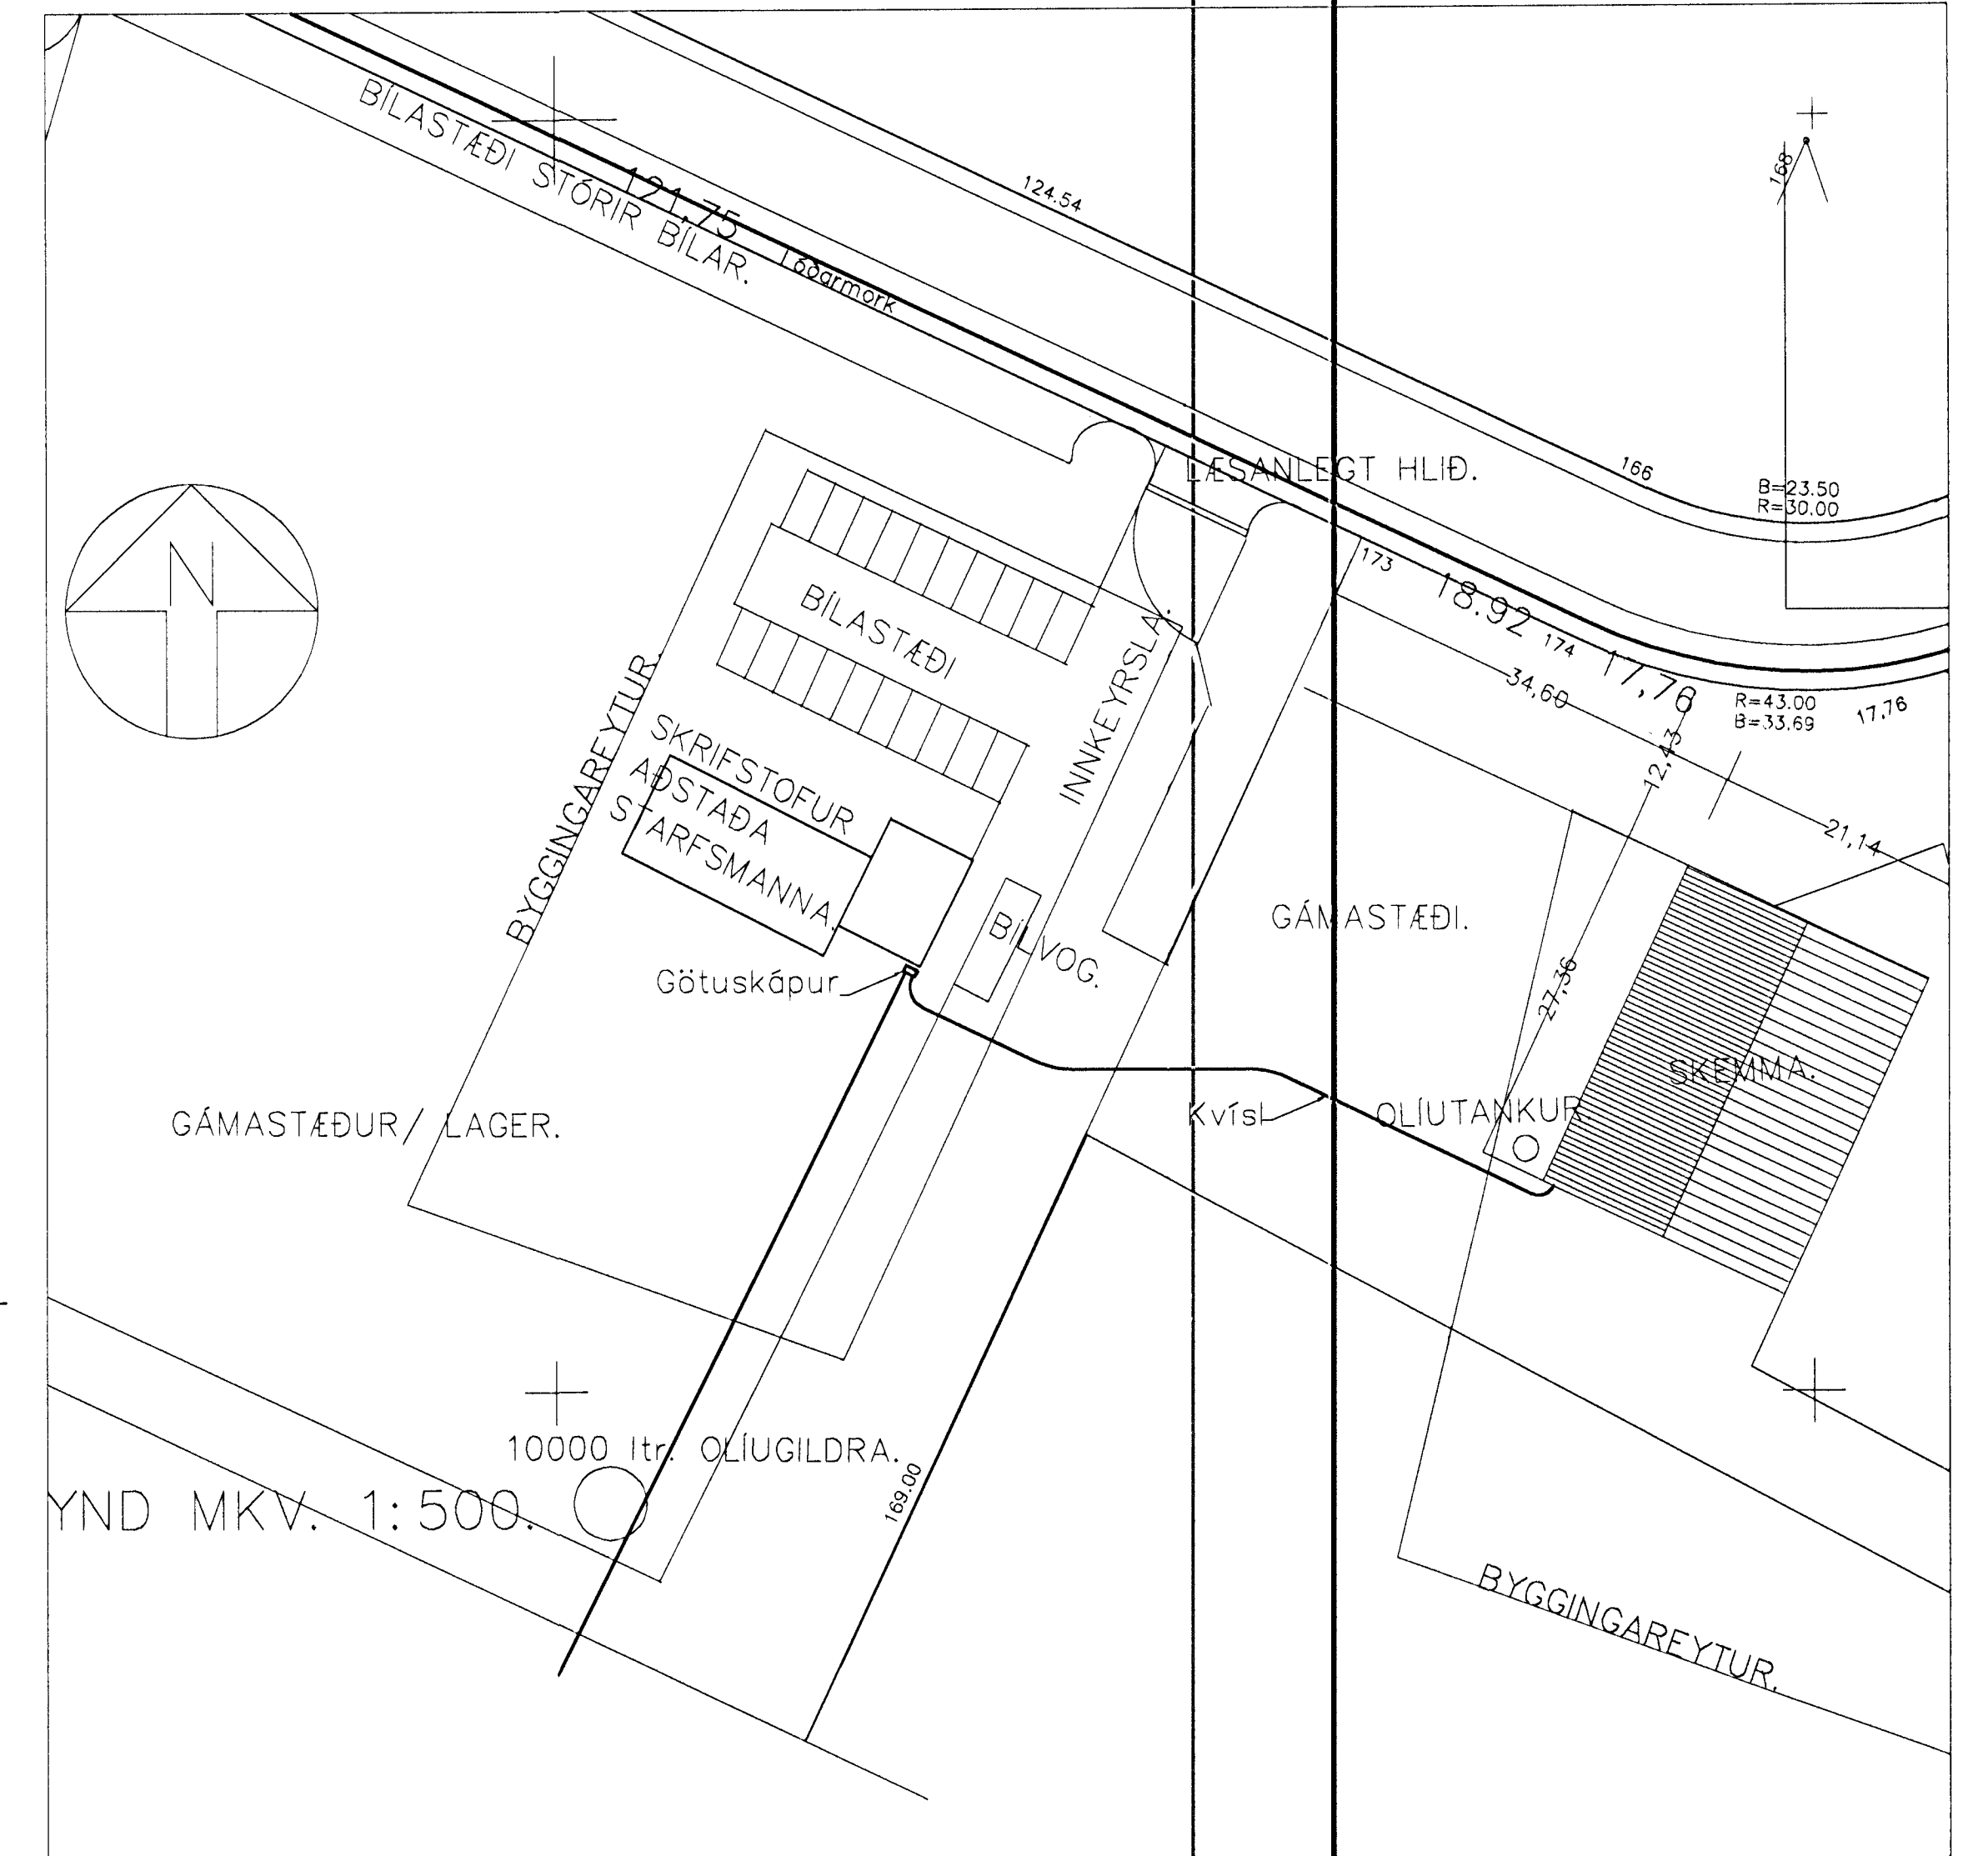 BÍLASTÆÐI STÓRIR BÍLAR.
121,75
Lóðarmörk
124.54
168
166
B=23.50
R=30.00
LÆSANLEGT HLIÐ.
173
18.92
174
17,76
34,60
R=43.00
B=33.69
17,76
12,43
21,14
N
BÍLASTÆÐI
INNKEYRSLA.
BYGGINGAREYTUR.
SKRIFSTOFUR
AÐSTAÐA
STARFSMANNA.
BÍLVOG.
GÁMASTÆÐI.
Götuskápur
27,36
SKEMMA.
Kvísl
OLÍUTANKUR
GÁMASTÆÐUR/ LAGER.
10000 ltr. OLÍUGILDRA.
YND MKV. 1:500.
169.00
BYGGINGAREYTUR.